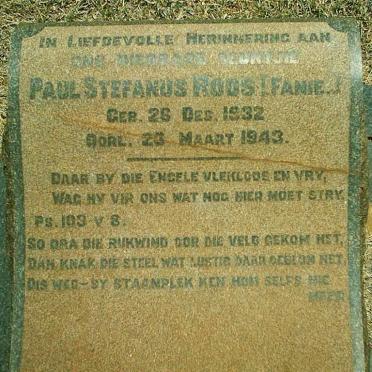 In Liefdevolle Herinnering aan
ons dierbare seuntjie
Paul Stefanus Roos (Fanie.)
Geb. 26 Des. 1932
Oorl. 23 Maart 1943.
Daar by die Engele vlekloos en vry,
Wag hy vir ons wat nog hier moet stry.
Ps. 103 v 8.
So dra die rukwind oor die veld gekom het,
Dan knak die steel wat lustig daar geblom het
Dis weg-sy staanplek ken hom selfs nie
meer